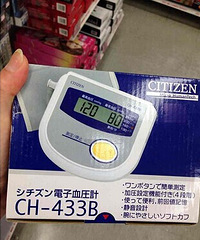 CITIZEN
Micro HumanTech
CITIZEN
120 80
シチズン電子血圧計
CH-433B
・ワンボタンで簡単測定
・加圧設定機能付き(4段階)
・使って便利、前回値記憶
・静音設計
・腕にやさしいソフトカフ